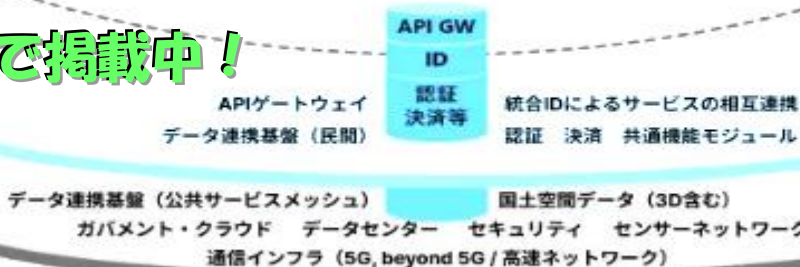 で掲載中！
API GW
ID
認証
決済等
APIゲートウェイ
データ連携基盤（民間）
統合IDによるサービスの相互連携
認証　決済　共通機能モジュール
データ連携基盤（公共サービスメッシュ）
国土空間データ（3D含む）
ガバメント・クラウド　データセンター　セキュリティ　センサーネットワーク
通信インフラ（5G, beyond 5G / 高速ネットワーク）